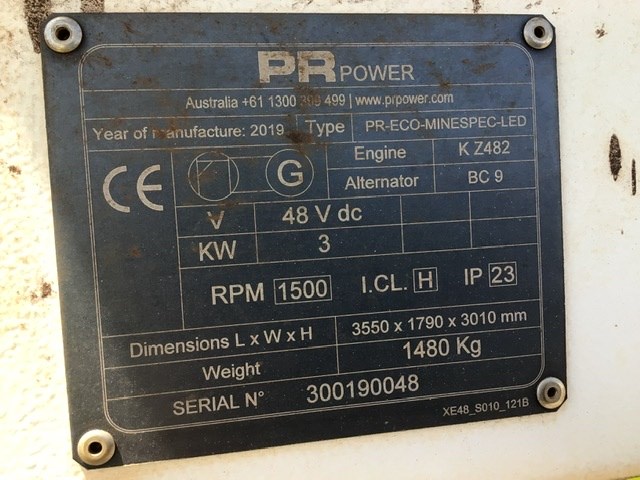 PR POWER
Australia +61 1300 399 499 | www.prpower.com
Year of manufacture: 2019 Type PR-ECO-MINESPEC-LED
Engine K Z482
Alternator BC 9
CE G
V 48 V dc
KW 3
RPM 1500 I.CL. H IP 23
Dimensions L x W x H 3550 x 1790 x 3010 mm
Weight 1480 Kg
SERIAL N° 300190048
XE48_S010_121B